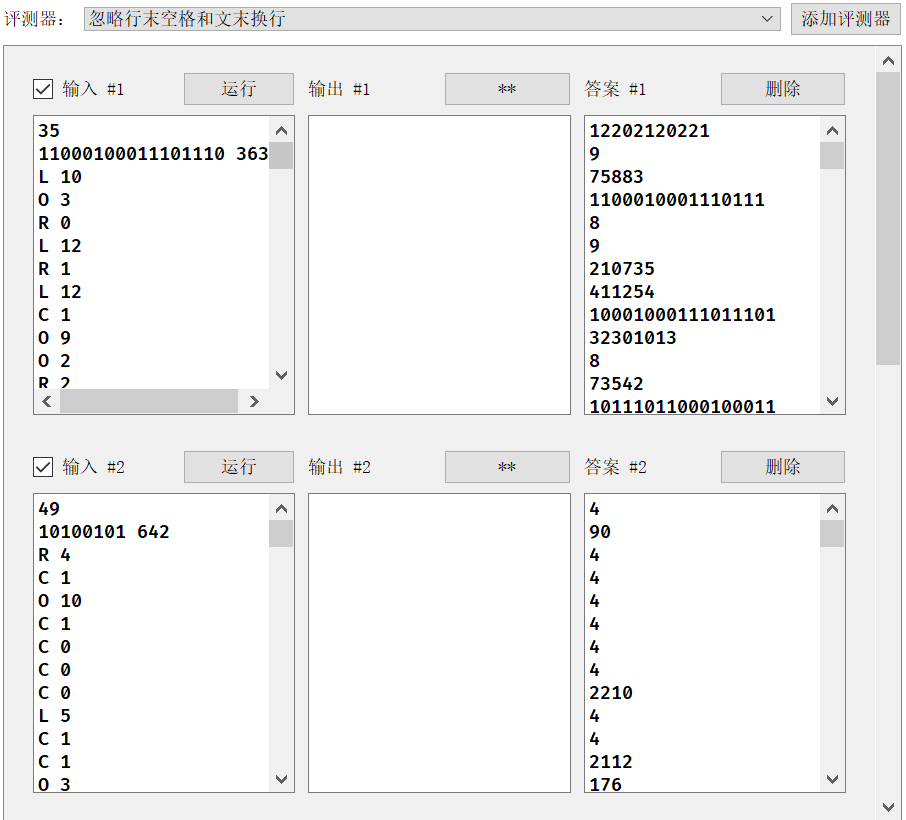 评测器： 忽略行末空格和文末换行 添加评测器
输入 #1 运行 输出 #1 ** 答案 #1 删除
35
11000100011101110 363
L 10
O 3
R 0
L 12
R 1
L 12
C 1
O 9
O 2
R 2
12202120221
9
75883
1100010001110111
8
9
210735
411254
10001000111011101
32301013
8
73542
10111011000100011
输入 #2 运行 输出 #2 ** 答案 #2 删除
49
10100101 642
R 4
C 1
O 10
C 1
C 0
C 0
C 0
L 5
C 1
C 1
O 3
4
90
4
4
4
4
4
4
2210
4
4
2112
176